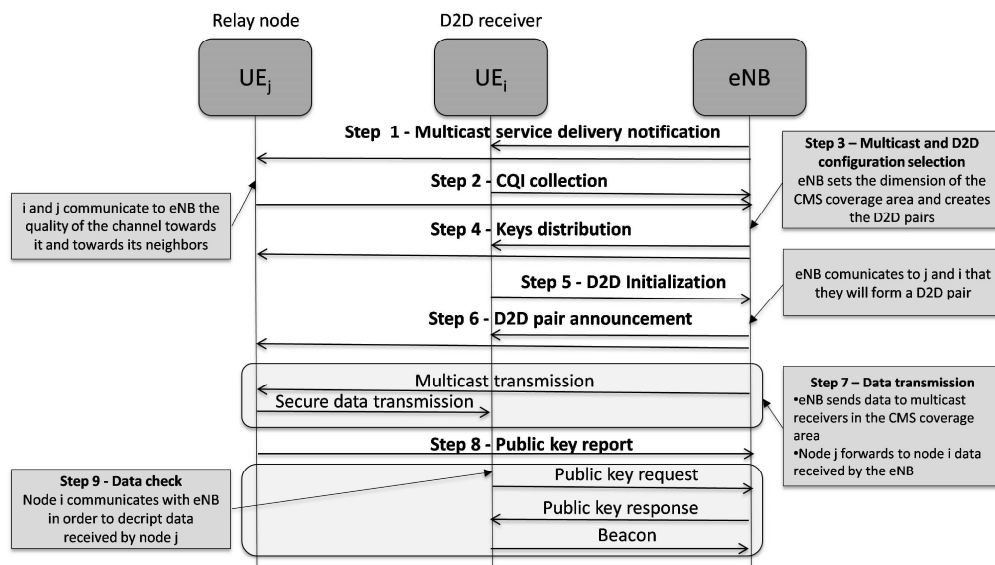 Relay node
D2D receiver
UEj
UEi
eNB
Step 1 - Multicast service delivery notification
Step 3 – Multicast and D2D
configuration selection
eNB sets the dimension of the
CMS coverage area and creates
the D2D pairs
Step 2 - CQI collection
i and j communicate to eNB the
quality of the channel towards
it and towards its neighbors
Step 4 - Keys distribution
Step 5 - D2D Initialization
eNB comunicates to j and i that
they will form a D2D pair
Step 6 - D2D pair announcement
Multicast transmission
Secure data transmission
Step 7 – Data transmission
•eNB sends data to multicast
receivers in the CMS coverage
area
•Node j forwards to node i data
received by the eNB
Step 8 - Public key report
Step 9 - Data check
Node i communicates with eNB
in order to decript data
received by node j
Public key request
Public key response
Beacon